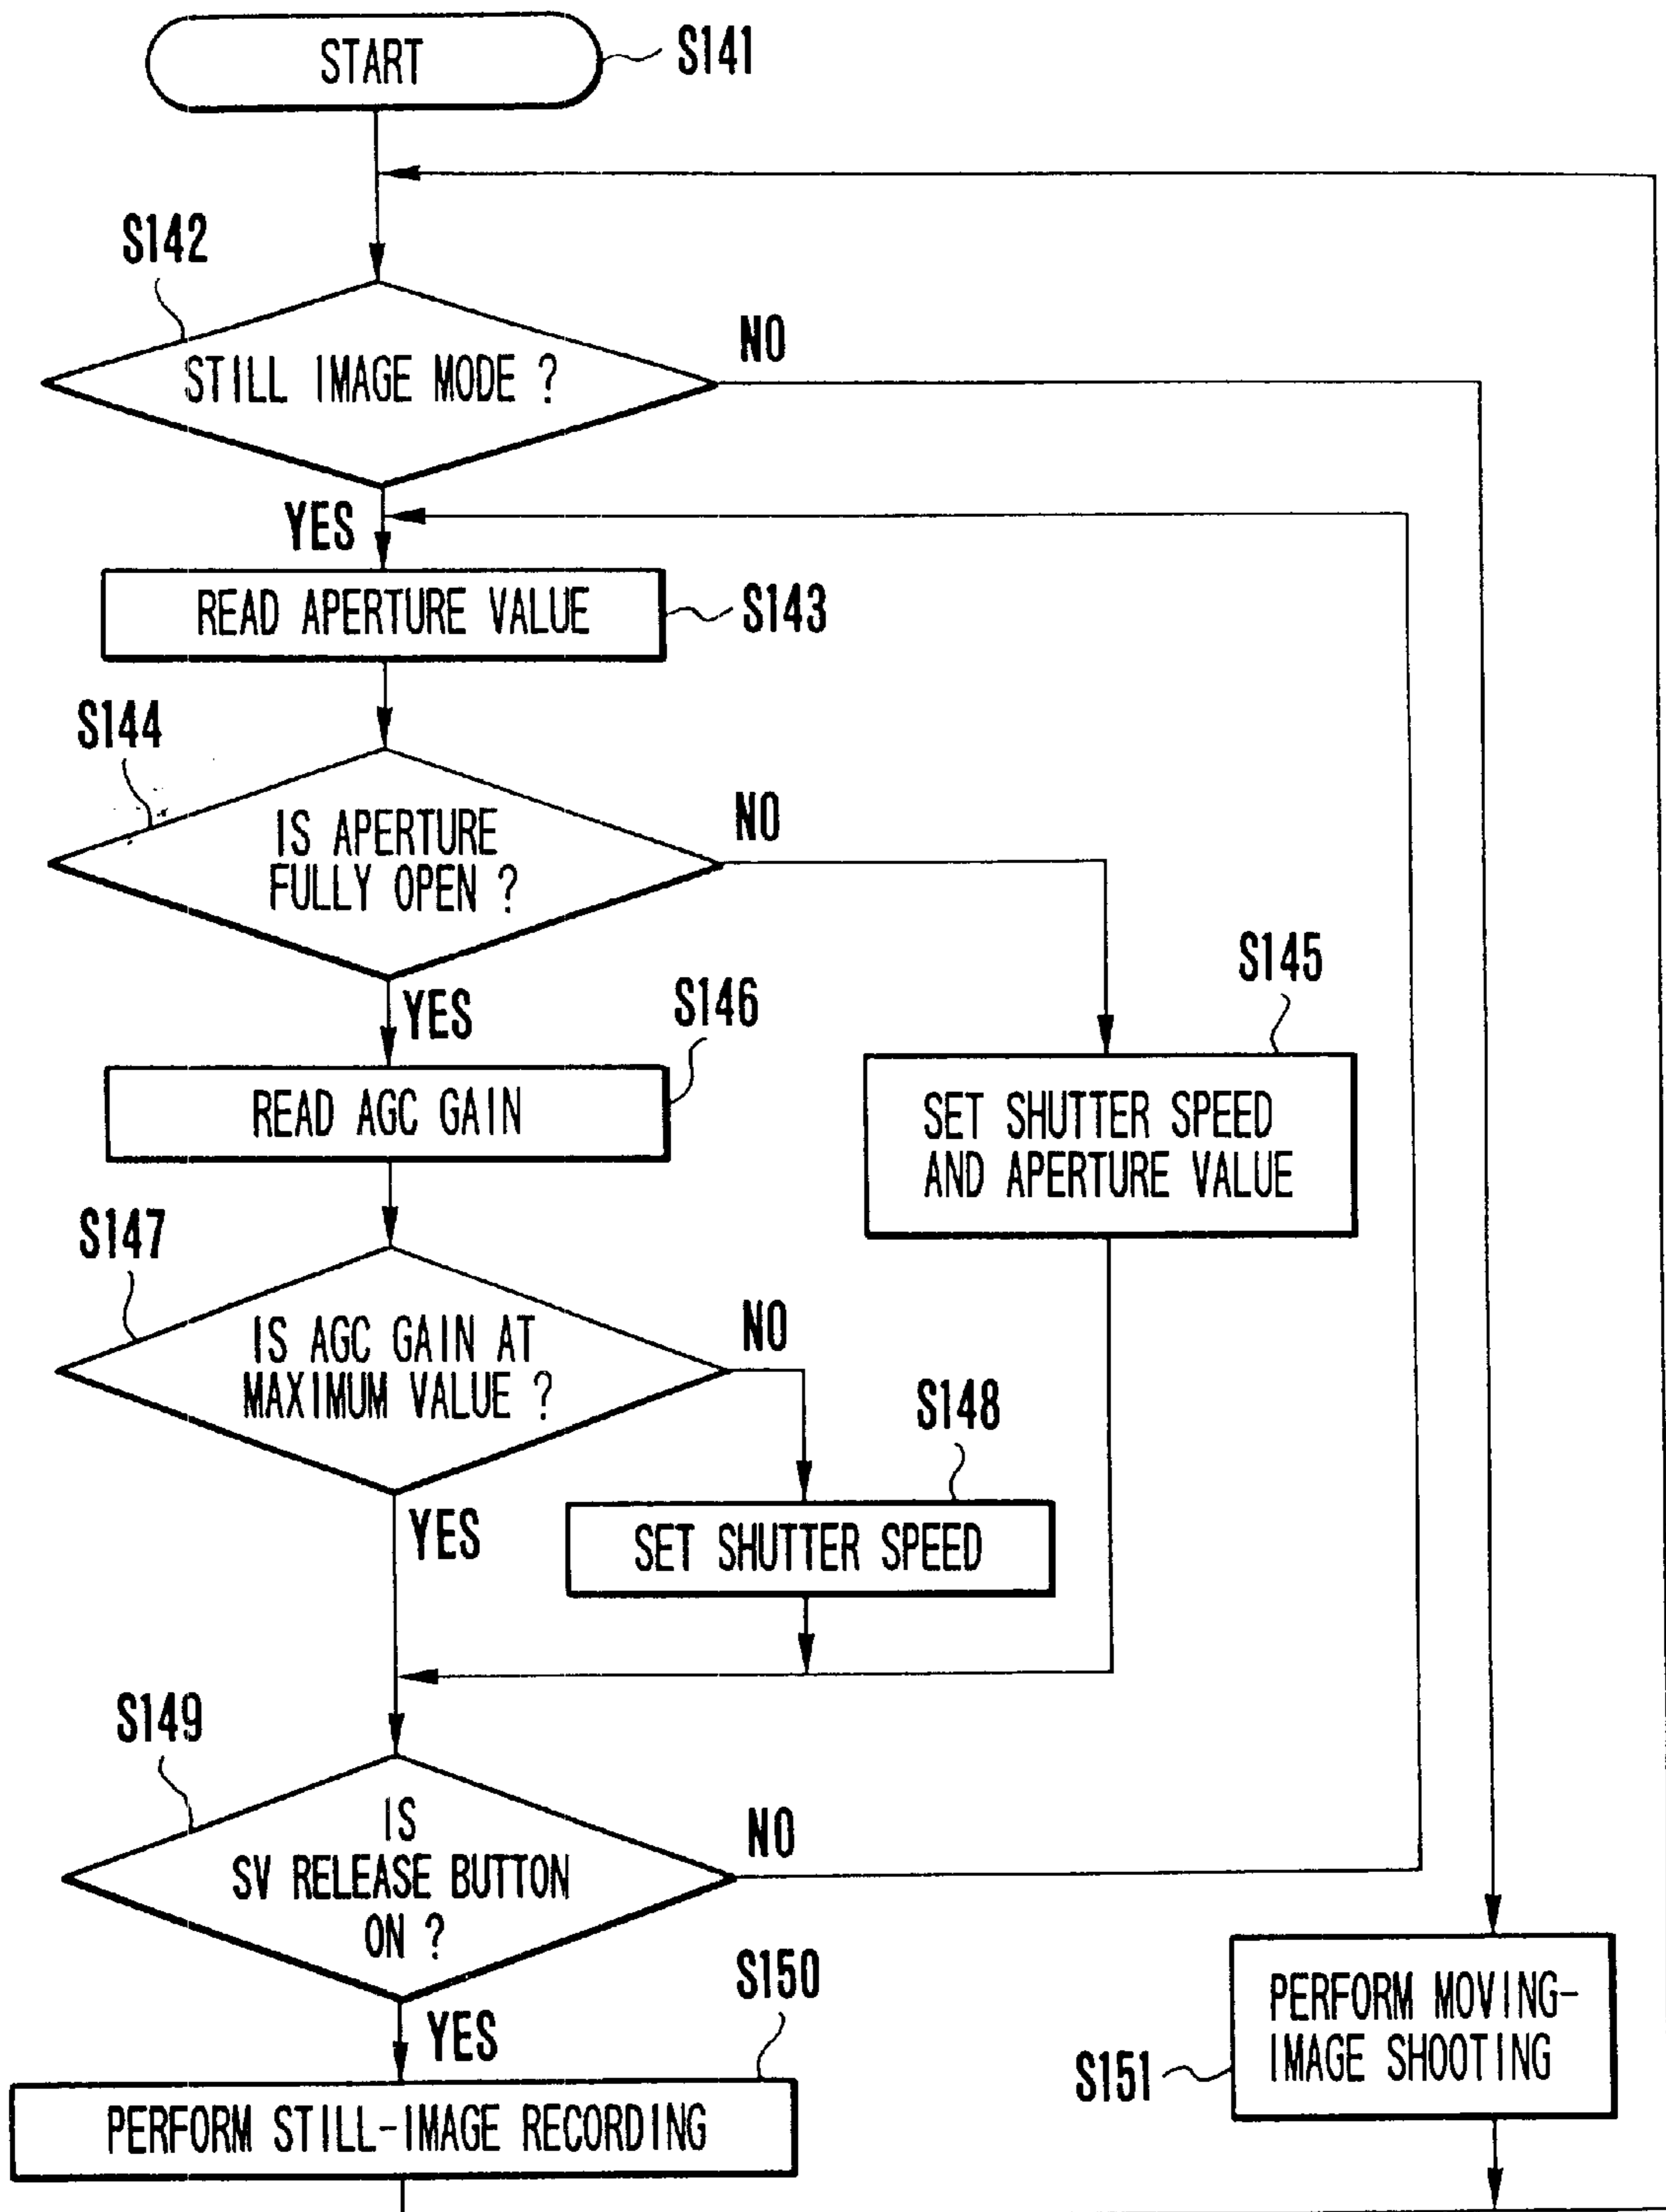 START
S141
S142
STILL IMAGE MODE ?
NO
YES
READ APERTURE VALUE
S143
S144
IS APERTURE
FULLY OPEN ?
NO
YES
S145
SET SHUTTER SPEED
AND APERTURE VALUE
S146
READ AGC GAIN
S147
IS AGC GAIN AT
MAXIMUM VALUE ?
NO
S148
SET SHUTTER SPEED
YES
S149
IS
SV RELEASE BUTTON
ON ?
NO
YES
S150
PERFORM STILL-IMAGE RECORDING
PERFORM MOVING-
IMAGE SHOOTING
S151